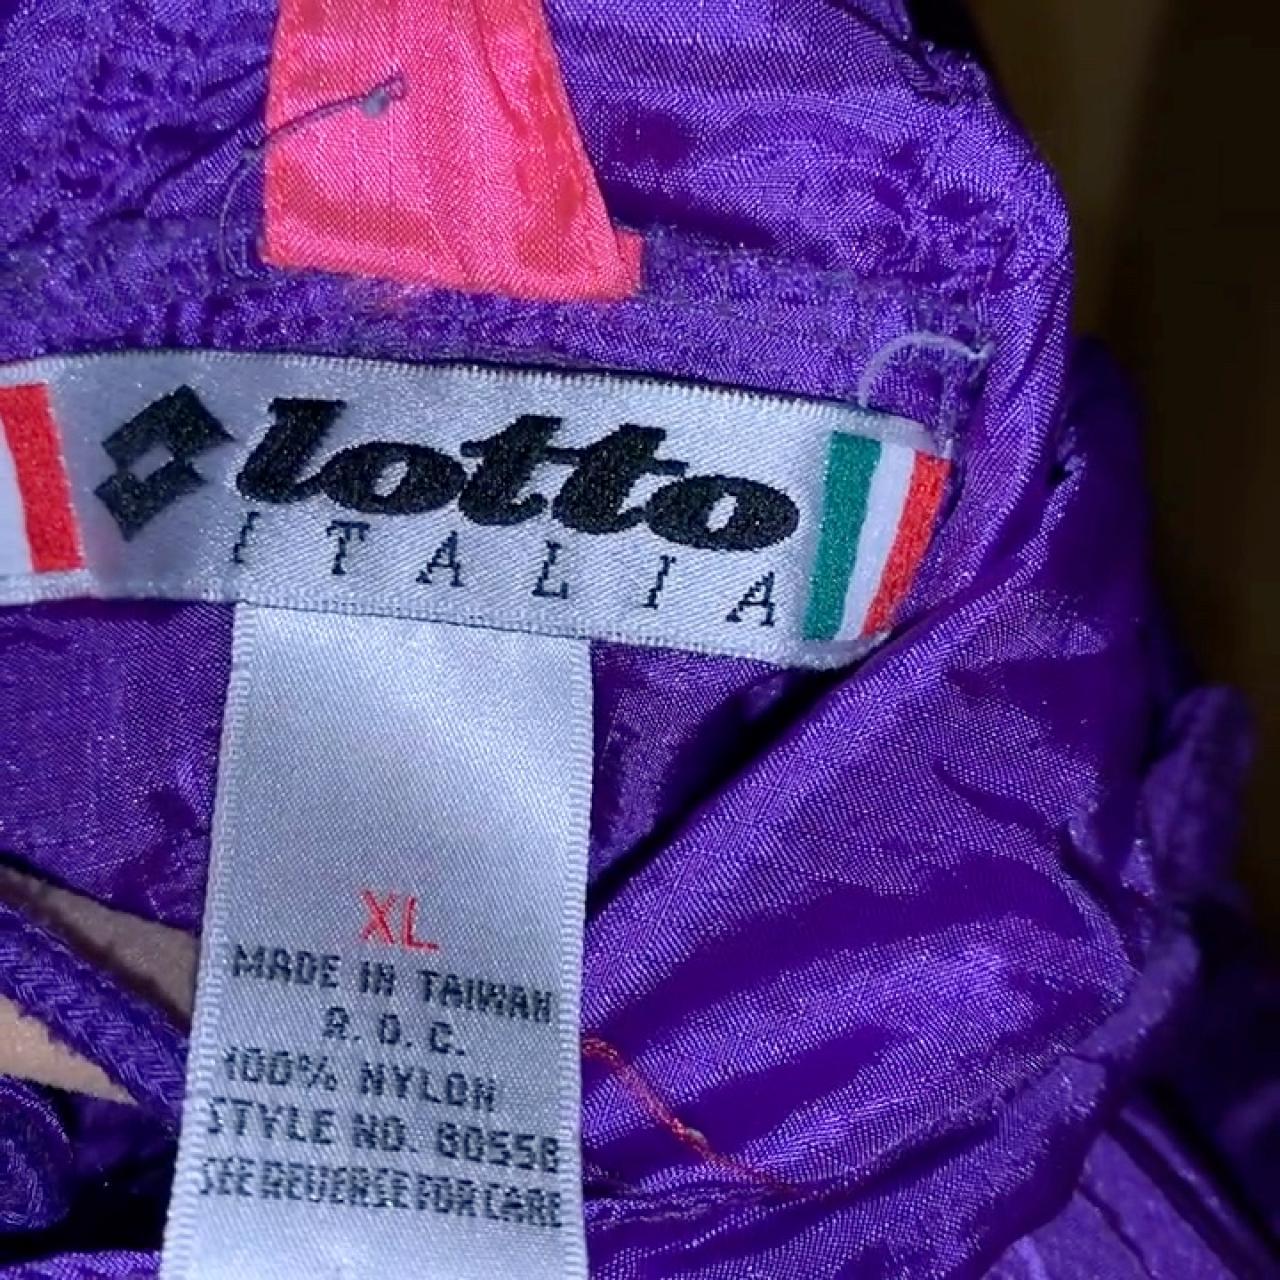 lotto
ITALIA
XL
MADE IN TAIWAN
R. O. C.
100% NYLON
STYLE NO. 80558
SEE REVERSE FOR CARE